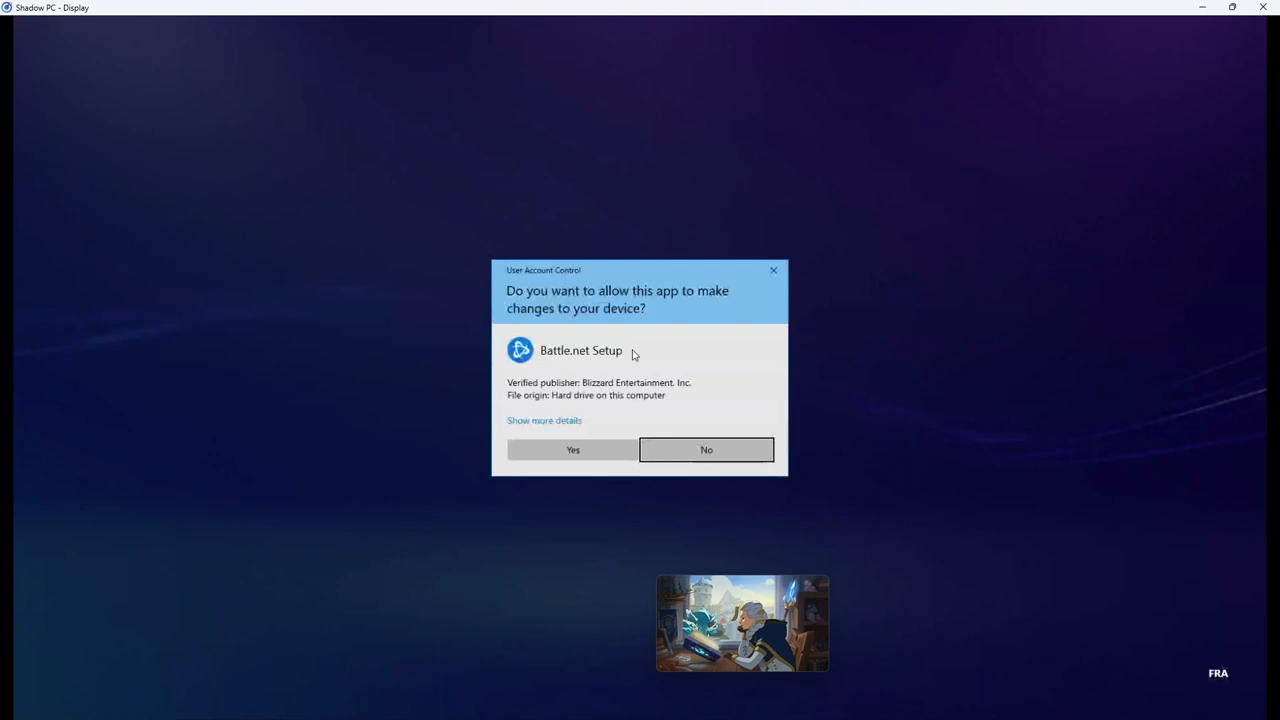 Shadow PC - Display
User Account Control
Do you want to allow this app to make
changes to your device?
Battle.net Setup
Verified publisher: Blizzard Entertainment, Inc.
File origin: Hard drive on this computer
Show more details
Yes
No
FRA